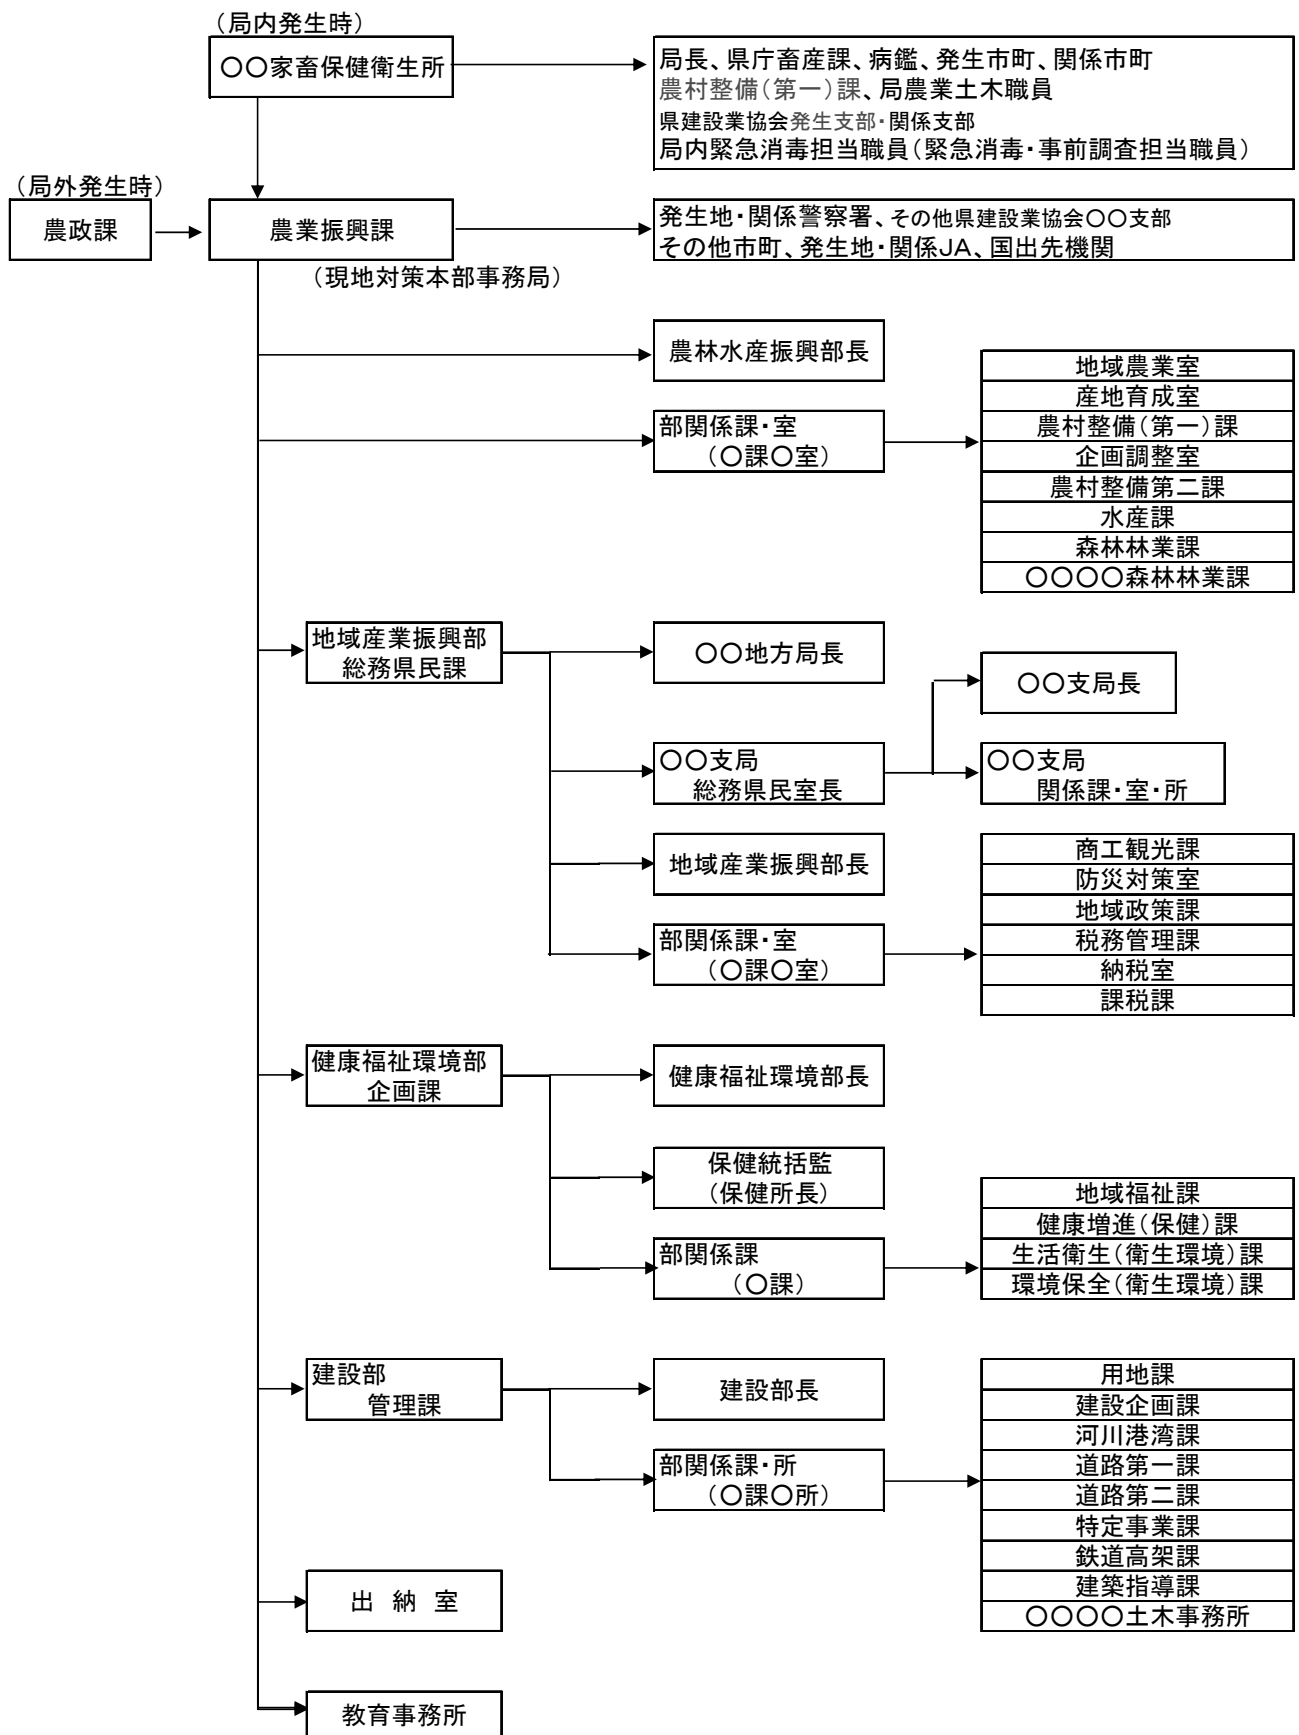 (局内発生時)
〇〇家畜保健衛生所
局長、県庁畜産課、病鑑、発生市町、関係市町
農村整備(第一)課、局農業土木職員
県建設業協会発生支部・関係支部
局内緊急消毒担当職員(緊急消毒・事前調査担当職員)
(局外発生時)
農政課
農業振興課
(現地対策本部事務局)
発生地・関係警察署、その他県建設業協会〇〇支部
その他市町、発生地・関係JA、国出先機関
農林水産振興部長
部関係課・室
(〇課〇室)
地域農業室
産地育成室
農村整備(第一)課
企画調整室
農村整備第二課
水産課
森林林業課
〇〇〇〇森林林業課
地域産業振興部
総務県民課
〇〇地方局長
〇〇支局
総務県民室長
〇〇支局長
〇〇支局
関係課・室・所
地域産業振興部長
部関係課・室
(〇課〇室)
商工観光課
防災対策室
地域政策課
税務管理課
納税室
課税課
健康福祉環境部
企画課
健康福祉環境部長
保健統括監
(保健所長)
部関係課
(〇課)
地域福祉課
健康増進(保健)課
生活衛生(衛生環境)課
環境保全(衛生環境)課
建設部
管理課
建設部長
部関係課・所
(〇課〇所)
用地課
建設企画課
河川港湾課
道路第一課
道路第二課
特定事業課
鉄道高架課
建築指導課
〇〇〇〇土木事務所
出 納 室
教育事務所